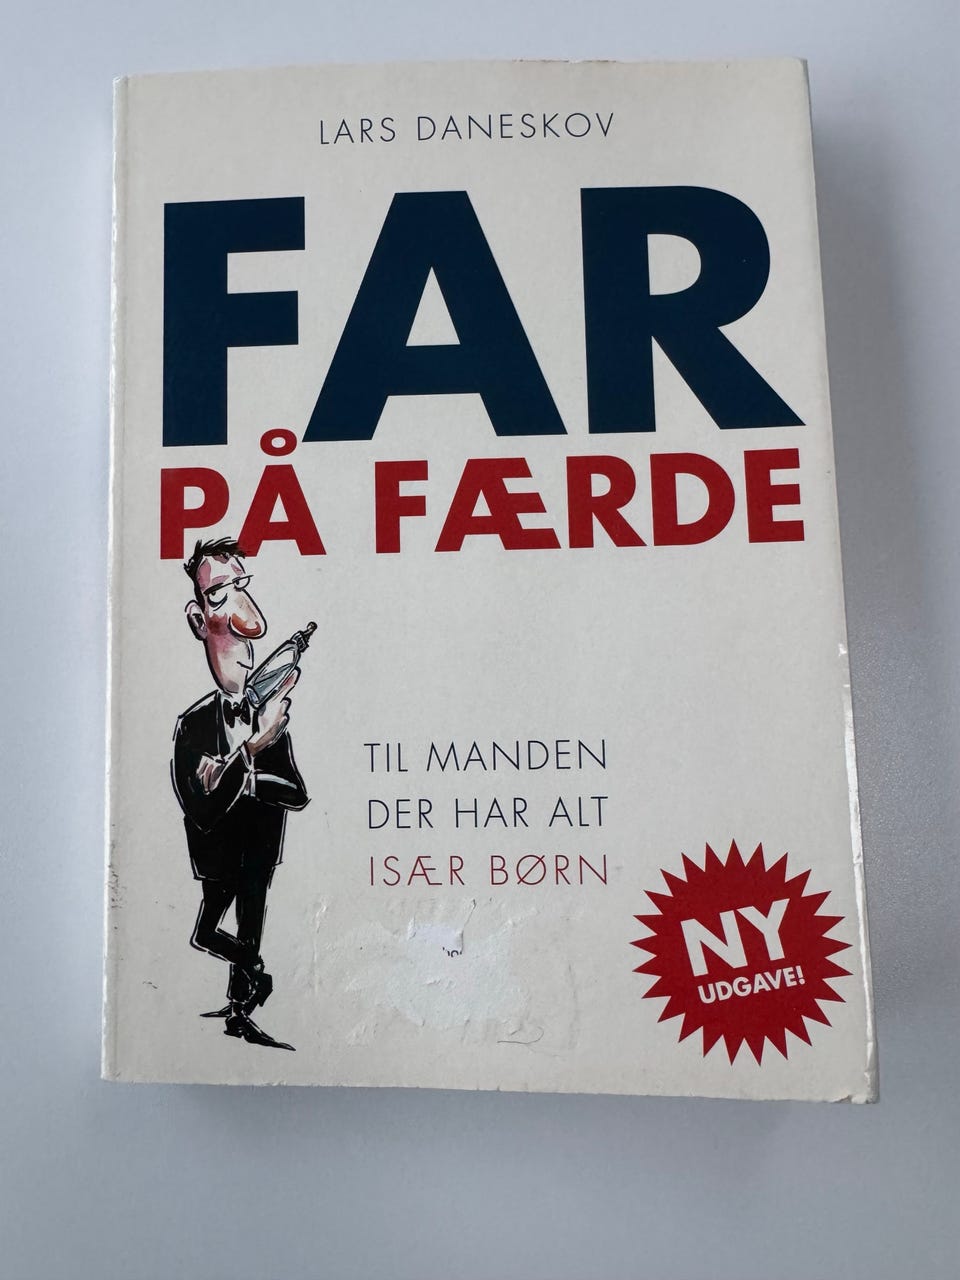 LARS DANESKOV
FAR
PÅ FÆRDE
TIL MANDEN
DER HAR ALT
ISÆR BØRN
NY
UDGAVE!